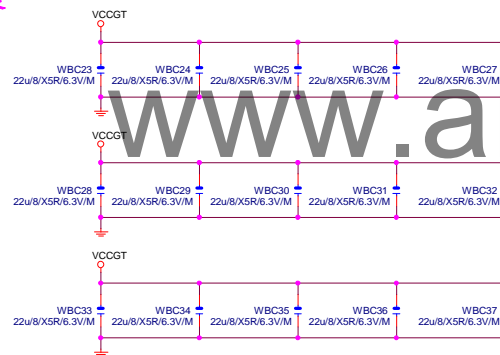 VCCGT
WBC23 WBC24 WBC25 WBC26 WBC27
22u/8/X5R/6.3V/M 22u/8/X5R/6.3V/M 22u/8/X5R/6.3V/M 22u/8/X5R/6.3V/M 22u/8/X5R/6.3V/M
www.a
VCCGT
WBC28 WBC29 WBC30 WBC31 WBC32
22u/8/X5R/6.3V/M 22u/8/X5R/6.3V/M 22u/8/X5R/6.3V/M 22u/8/X5R/6.3V/M 22u/8/X5R/6.3V/M
VCCGT
WBC33 WBC34 WBC35 WBC36 WBC37
22u/8/X5R/6.3V/M 22u/8/X5R/6.3V/M 22u/8/X5R/6.3V/M 22u/8/X5R/6.3V/M 22u/8/X5R/6.3V/M